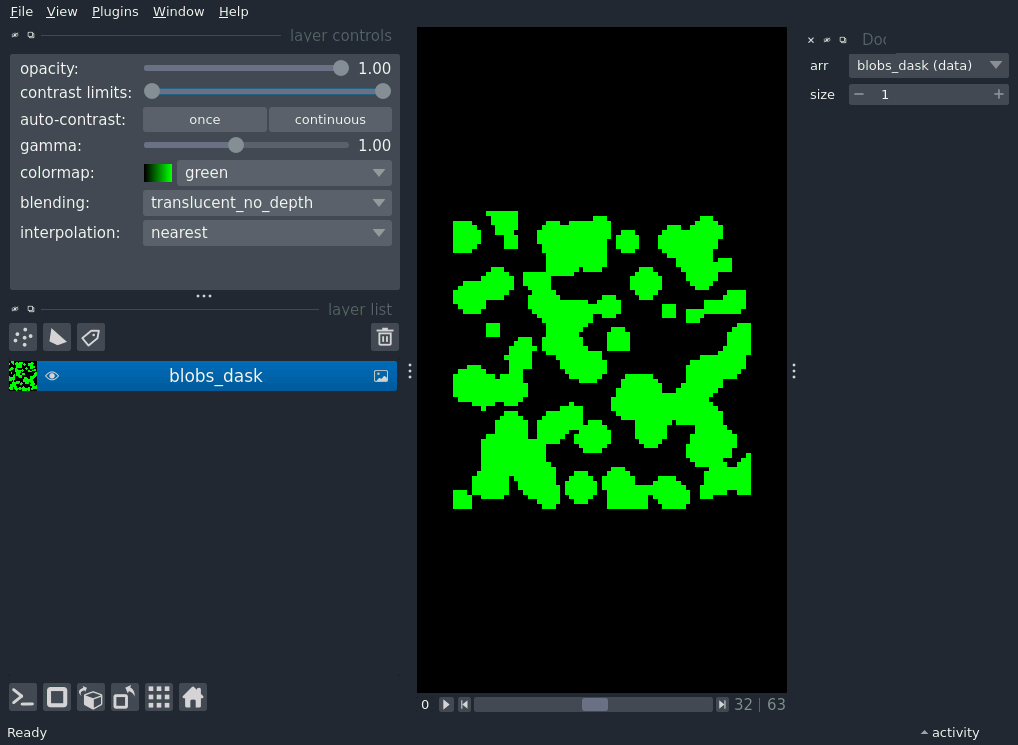 File View Plugins Window Help
layer controls
opacity: 1.00
contrast limits:
auto-contrast: once continuous
gamma: 1.00
colormap: green
blending: translucent_no_depth
interpolation: nearest
layer list
blobs_dask
arr blobs_dask (data)
size 1
0 32 | 63
Ready
activity